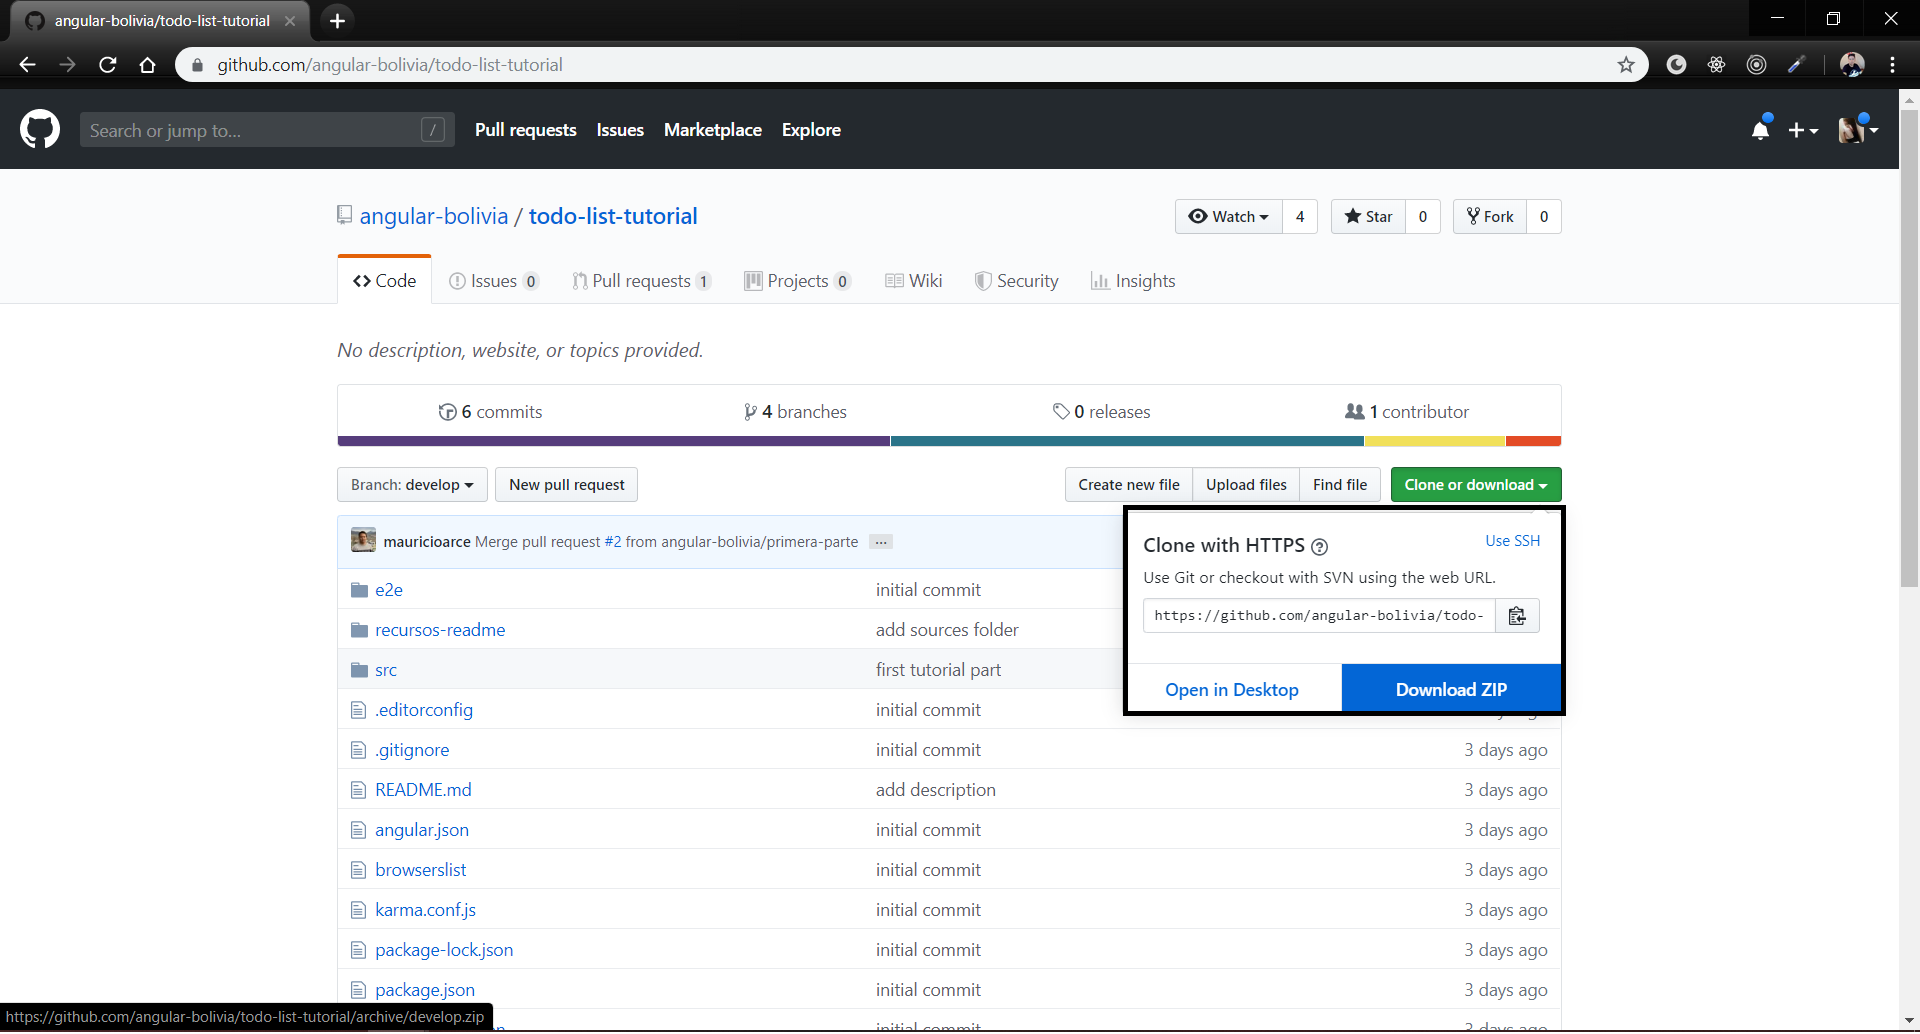 angular-bolivia/todo-list-tutorial
github.com/angular-bolivia/todo-list-tutorial
Search or jump to... /
Pull requests Issues Marketplace Explore
angular-bolivia / todo-list-tutorial
Watch 4 Star 0 Fork 0
Code Issues 0 Pull requests 1 Projects 0 Wiki Security Insights
No description, website, or topics provided.
6 commits 4 branches 0 releases 1 contributor
Branch: develop New pull request Create new file Upload files Find file Clone or download
mauricioarce Merge pull request #2 from angular-bolivia/primera-parte ...
Clone with HTTPS ? Use SSH
Use Git or checkout with SVN using the web URL.
https://github.com/angular-bolivia/todo-
Open in Desktop Download ZIP
e2e initial commit
recursos-readme add sources folder
src first tutorial part
.editorconfig initial commit
.gitignore initial commit 3 days ago
README.md add description 3 days ago
angular.json initial commit 3 days ago
browserslist initial commit 3 days ago
karma.conf.js initial commit 3 days ago
package-lock.json initial commit 3 days ago
package.json initial commit 3 days ago
initial commit 3 days ago
https://github.com/angular-bolivia/todo-list-tutorial/archive/develop.zip